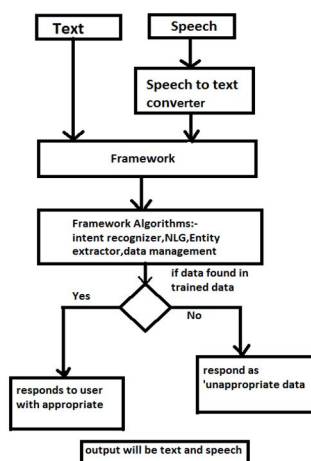 Text
Speech
Speech to text
converter
Framework
Framework Algorithms:-
intent recognizer,NLG,Entity
extractor,data management
if data found in
trained data
Yes
No
responds to user
with appropriate
respond as
'unappropriate data
output will be text and speech